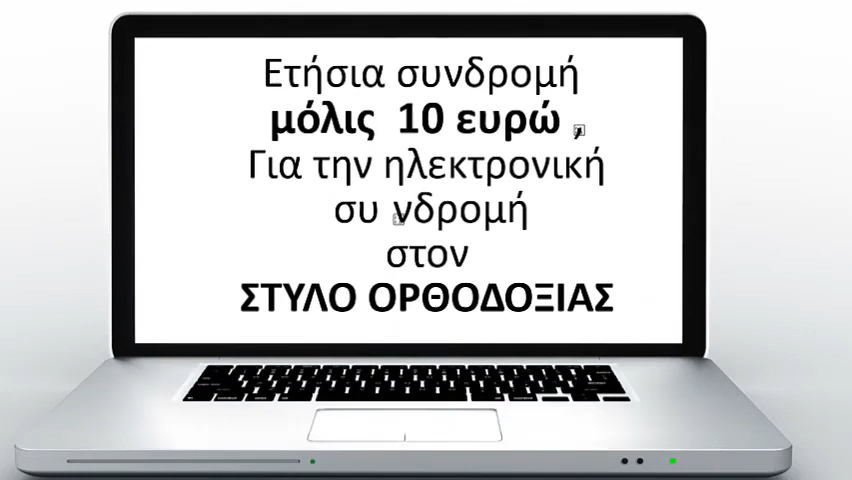 Ετήσια συνδρομή
μόλις 10 ευρώ ,
Για την ηλεκτρονική
συ νδρομή
στον
ΣΤΥΛΟ ΟΡΘΟΔΟΞΙΑΣ